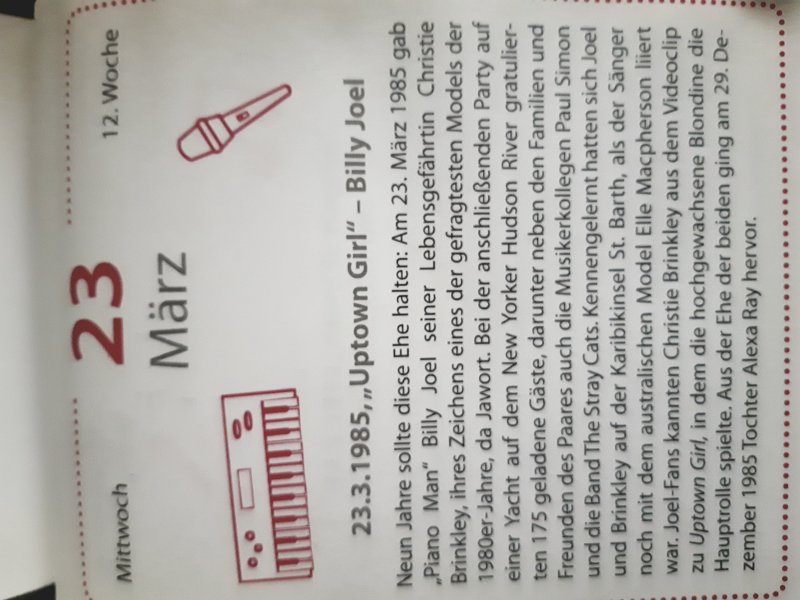 Mittwoch
23
März
12. Woche
23.3.1985, „Uptown Girl“ – Billy Joel
Neun Jahre sollte diese Ehe halten: Am 23. März 1985 gab
„Piano Man“ Billy Joel seiner Lebensgefährtin Christie
Brinkley, ihres Zeichens eines der gefragtesten Models der
1980er-Jahre, da Jawort. Bei der anschließenden Party auf
einer Yacht auf dem New Yorker Hudson River gratulier-
ten 175 geladene Gäste, darunter neben den Familien und
Freunden des Paares auch die Musikerkollegen Paul Simon
und die Band The Stray Cats. Kennengelernt hatten sich Joel
und Brinkley auf der Karibikinsel St. Barth, als der Sänger
noch mit dem australischen Model Elle Macpherson liiert
war. Joel-Fans kannten Christie Brinkley aus dem Videoclip
zu Uptown Girl, in dem die hochgewachsene Blondine die
Hauptrolle spielte. Aus der Ehe der beiden ging am 29. De-
zember 1985 Tochter Alexa Ray hervor.